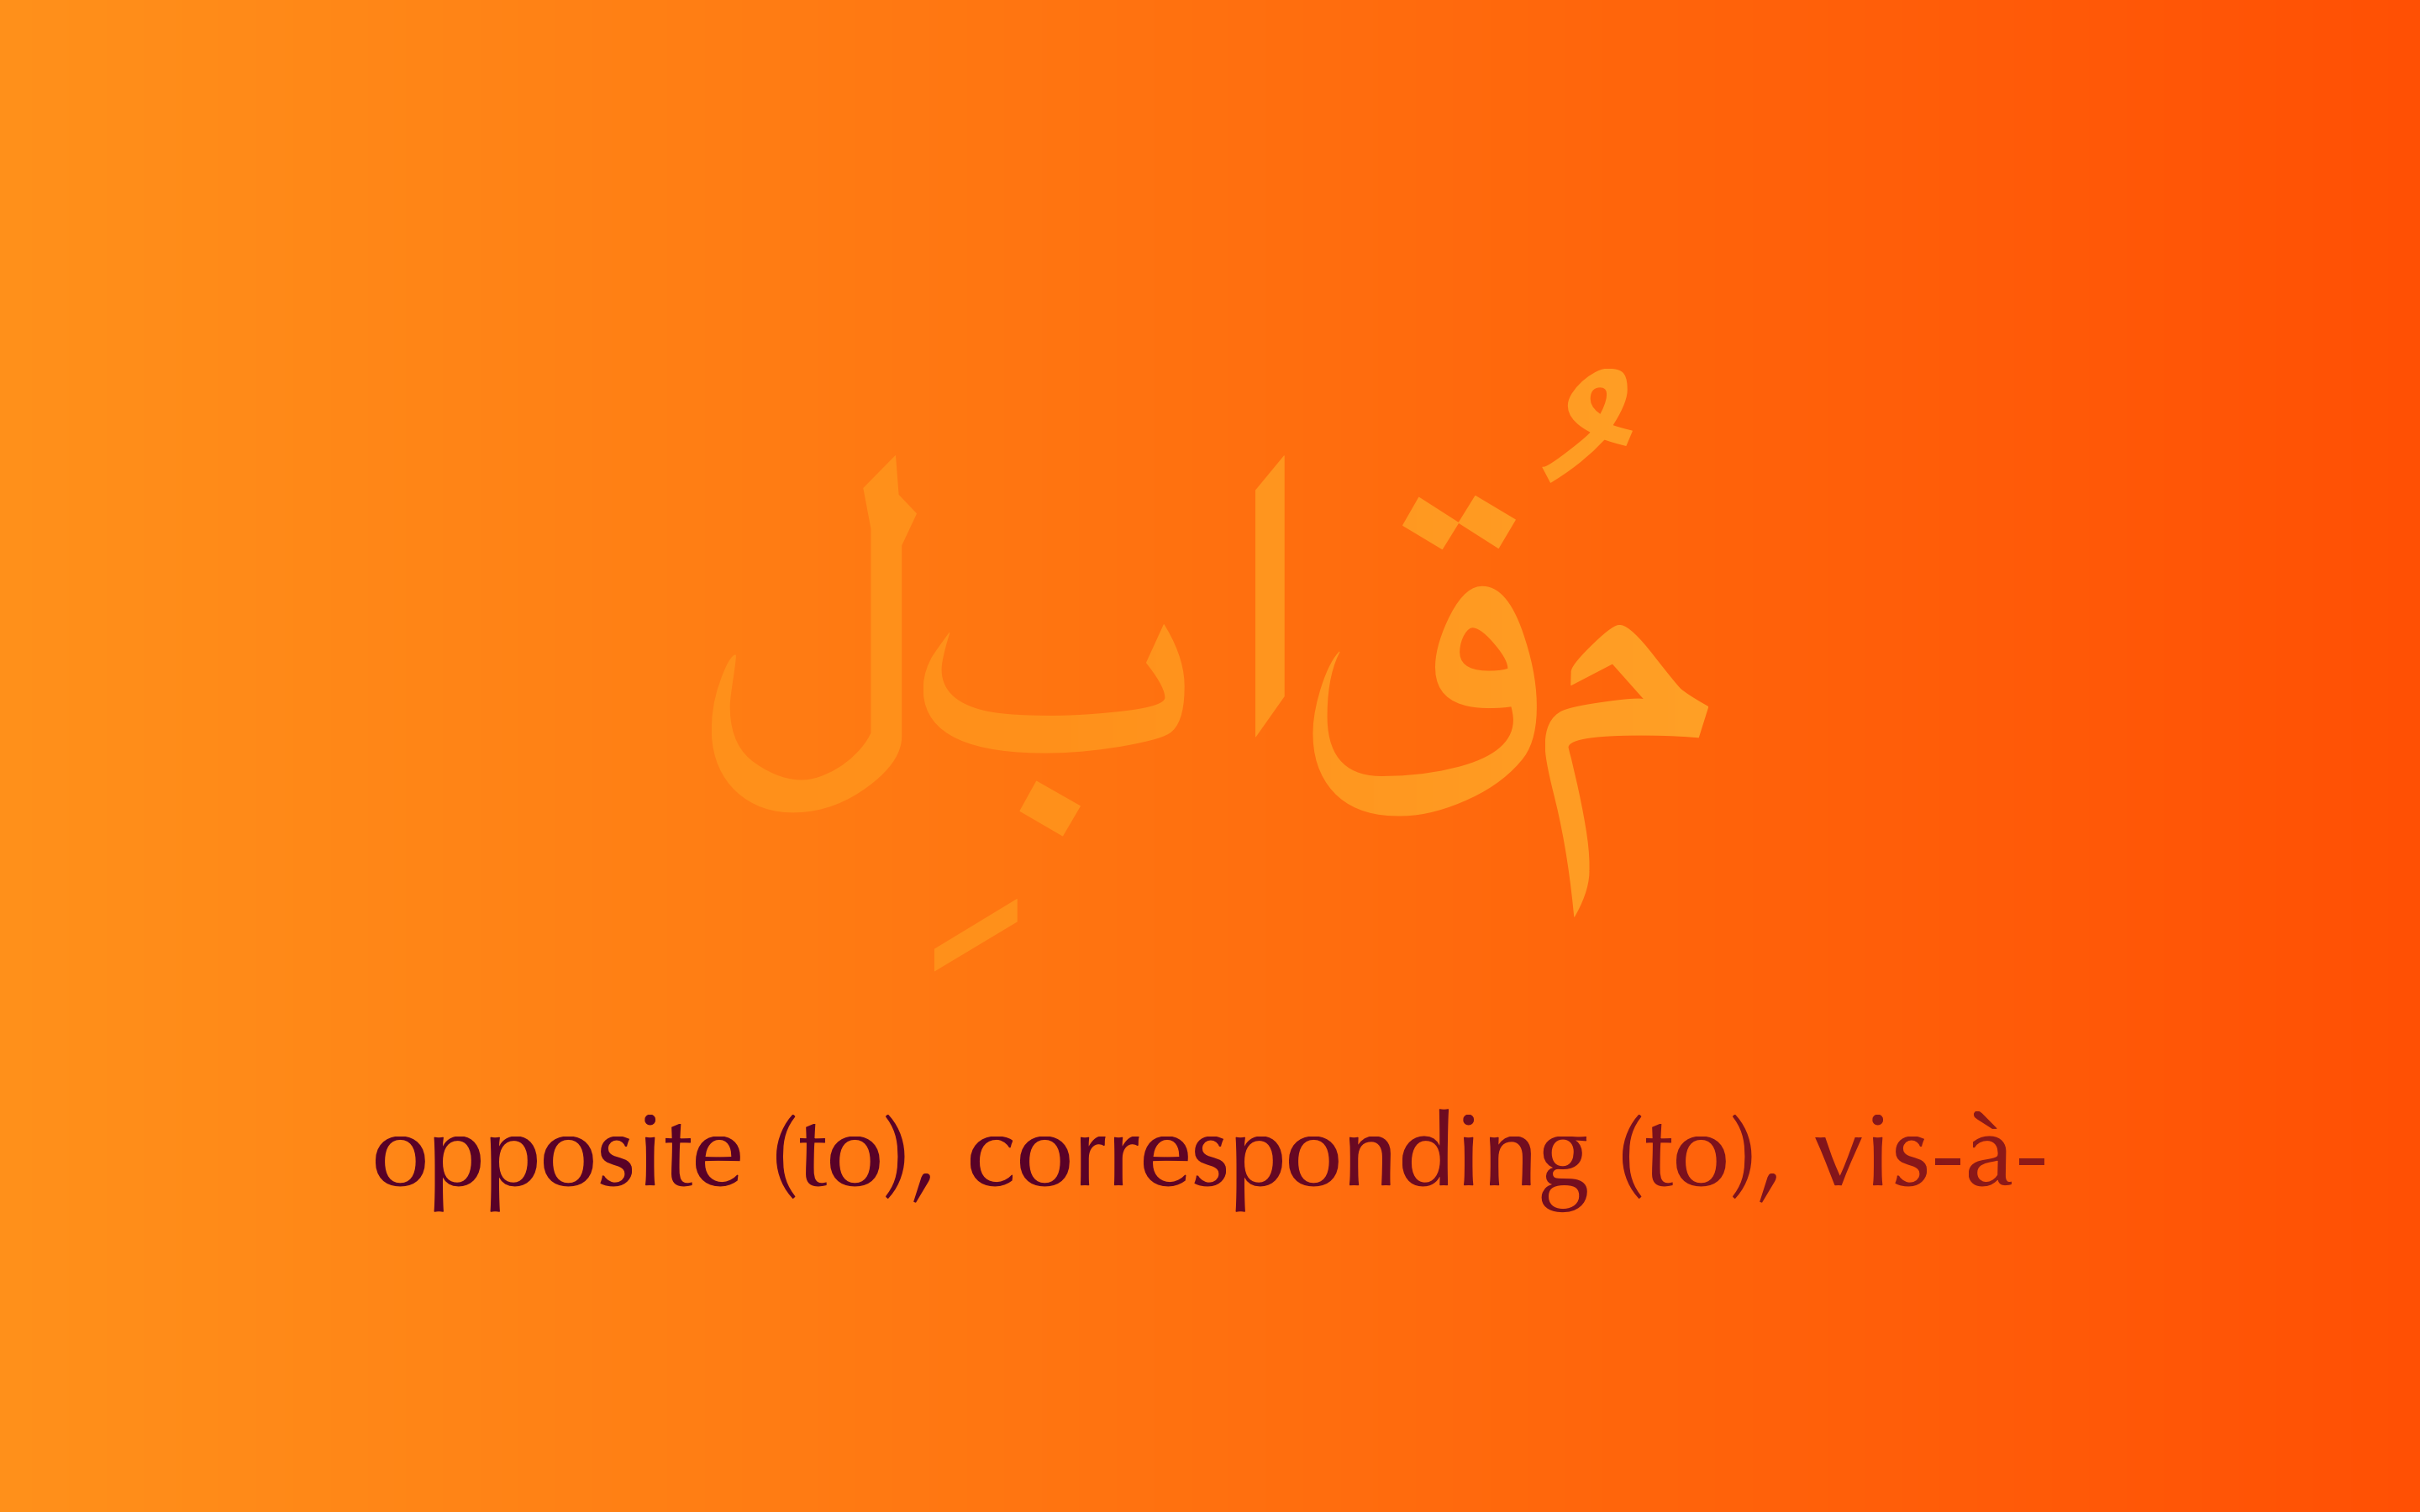 مُقابِل
opposite (to), corresponding (to), vis-à-